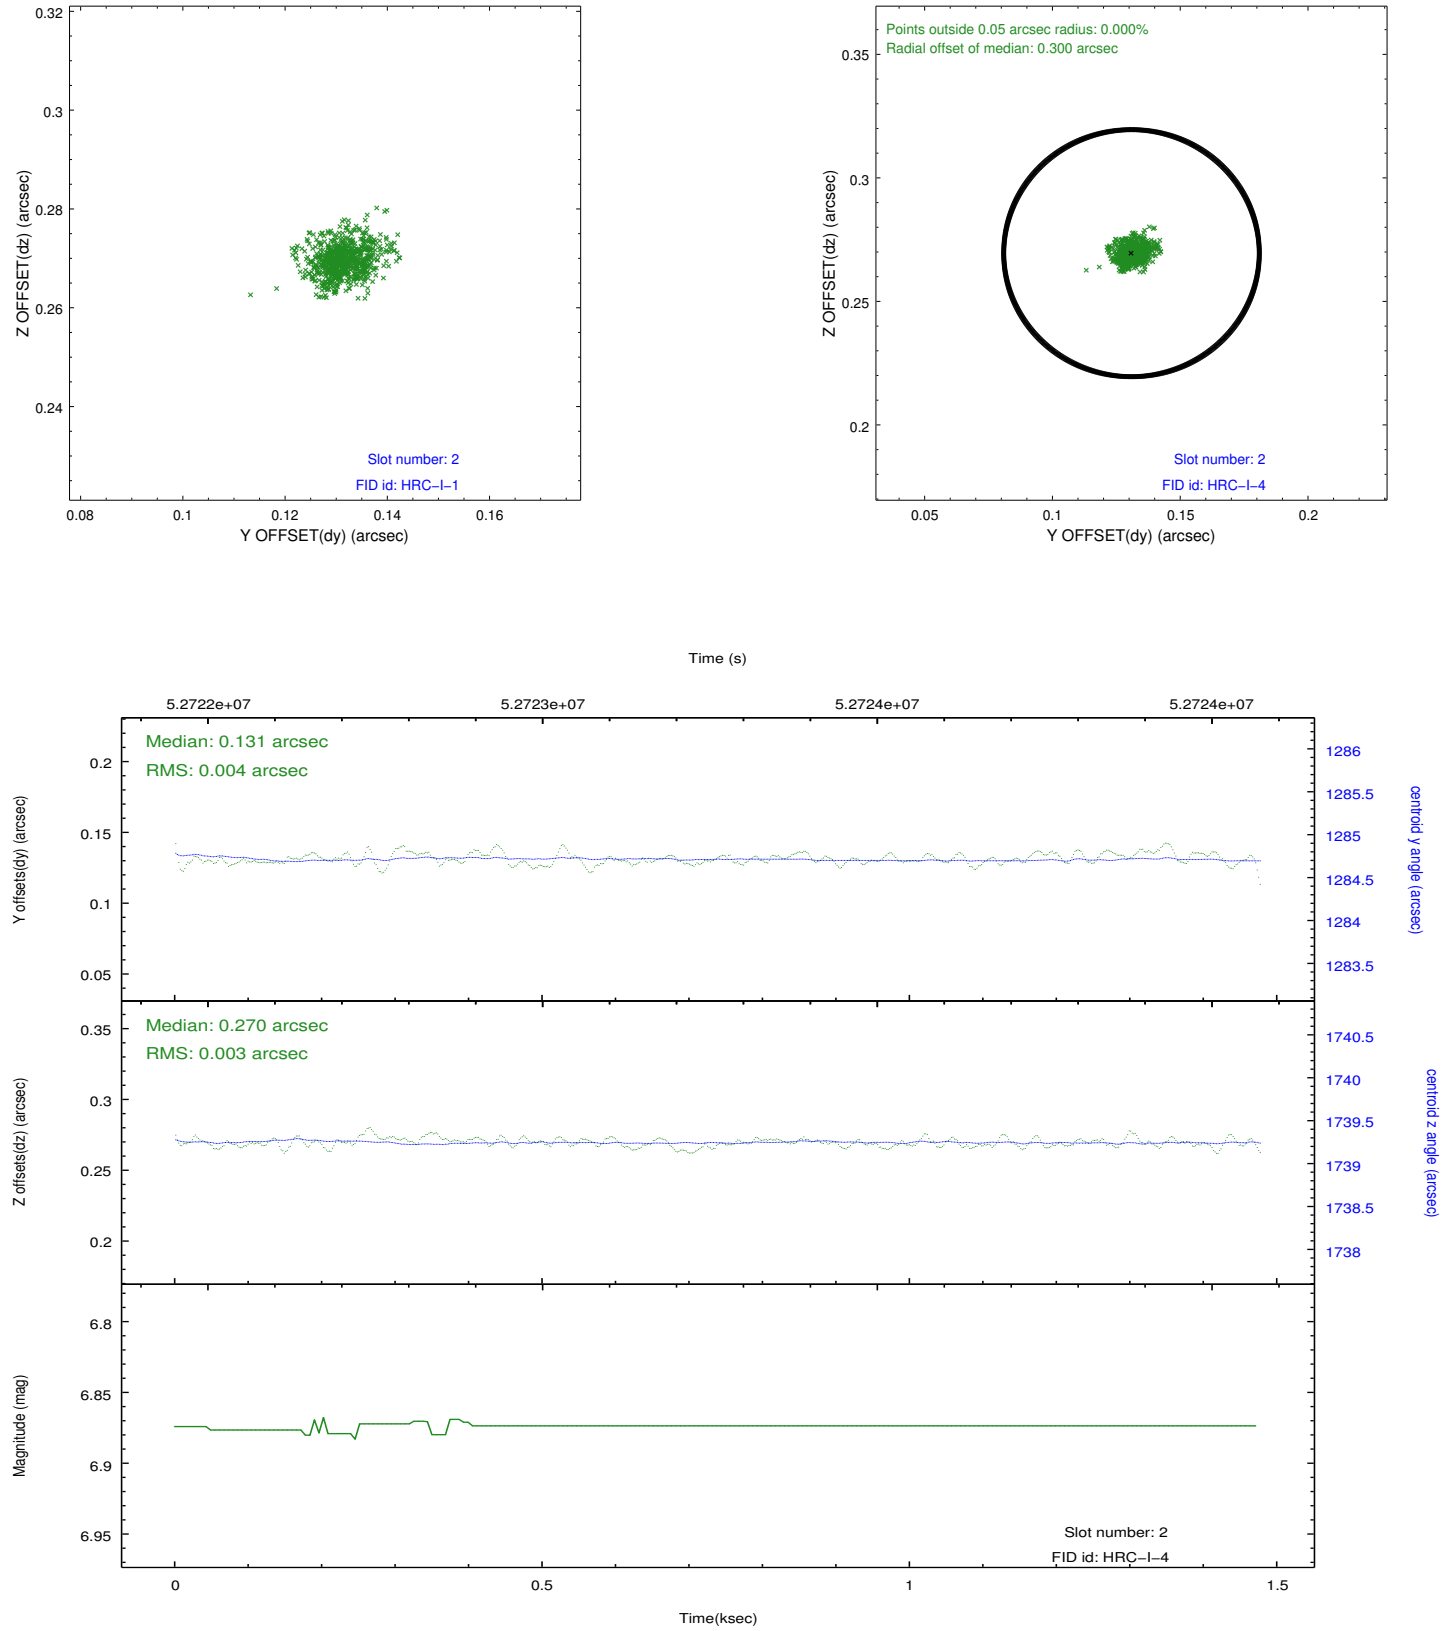 0.32
0.3
0.28
0.26
0.24
Z OFFSET(dz) (arcsec)
Slot number: 2
FID id: HRC−I−1
0.08 0.1 0.12 0.14 0.16
Y OFFSET(dy) (arcsec)
Points outside 0.05 arcsec radius: 0.000%
Radial offset of median: 0.300 arcsec
0.35
0.3
0.25
0.2
Z OFFSET(dz) (arcsec)
Slot number: 2
FID id: HRC−I−4
0.05 0.1 0.15 0.2
Y OFFSET(dy) (arcsec)
Time (s)
5.2722e+07 5.2723e+07 5.2724e+07 5.2724e+07
Median: 0.131 arcsec
RMS: 0.004 arcsec
0.2
0.15
0.1
0.05
Y offsets(dy) (arcsec)
1286
1285.5
1285
1284.5
1284
1283.5
centroid y angle (arcsec)
Median: 0.270 arcsec
RMS: 0.003 arcsec
0.35
0.3
0.25
0.2
Z offsets(dz) (arcsec)
1740.5
1740
1739.5
1739
1738.5
1738
centroid z angle (arcsec)
6.8
6.85
6.9
6.95
Magnitude (mag)
Slot number: 2
FID id: HRC−I−4
0 0.5 1 1.5
Time(ksec)